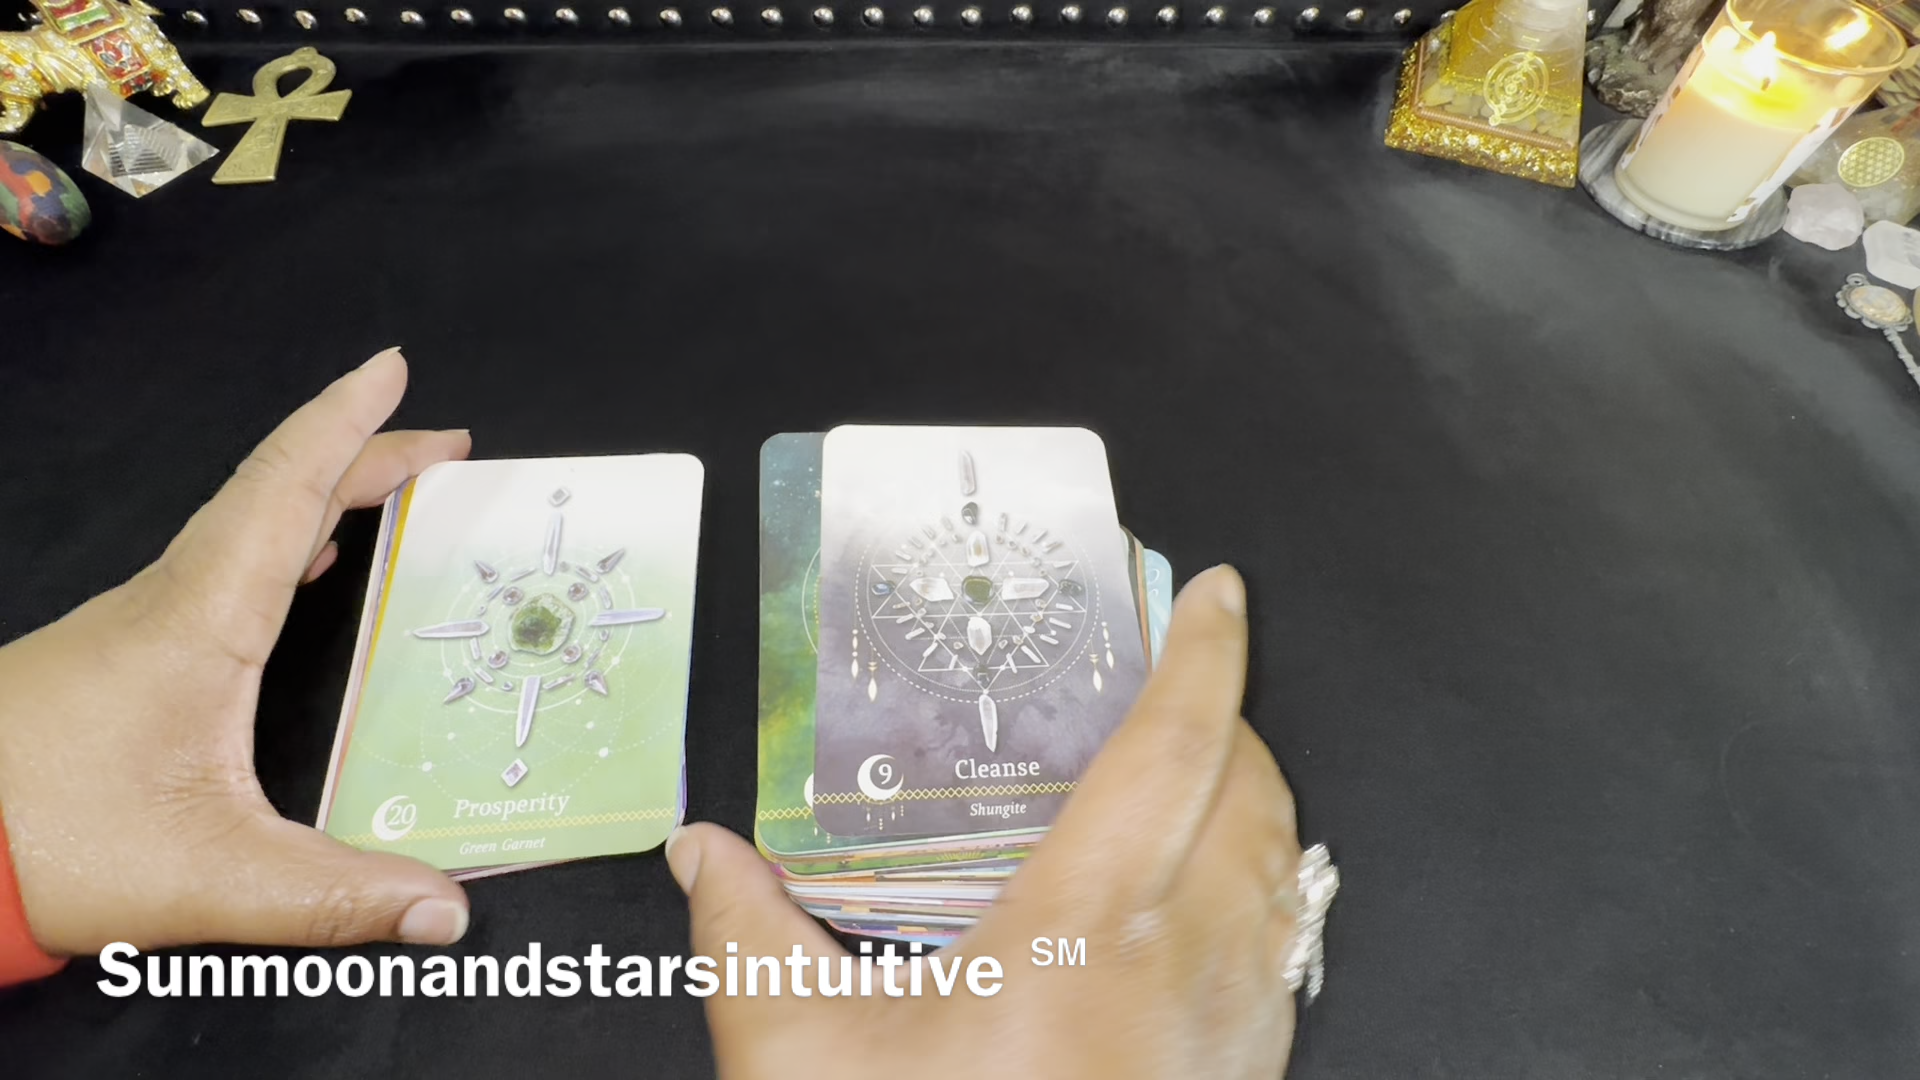 20
Prosperity
Green Garnet
9
Cleanse
Shungite
Sunmoonandstarsintuitive ℠